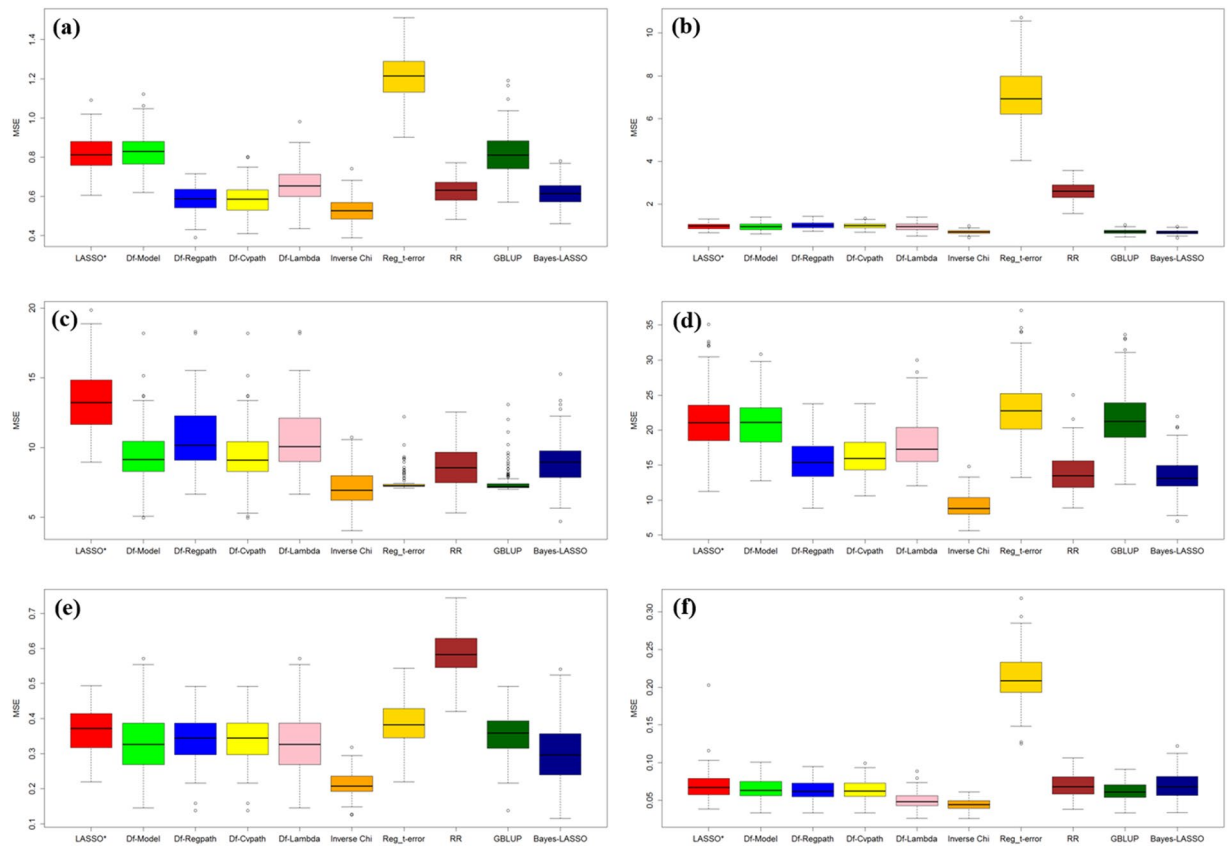 (a)
MSE
1.4
1.2
1.0
0.8
0.6
0.4
LASSO* Df-Model Df-Regpath Df-Cvpath Df-Lambda Inverse Chi Reg_t-error RR GBLUP Bayes-LASSO
(b)
MSE
10
8
6
4
2
LASSO* Df-Model Df-Regpath Df-Cvpath Df-Lambda Inverse Chi Reg_t-error RR GBLUP Bayes-LASSO
(c)
MSE
20
15
10
5
LASSO* Df-Model Df-Regpath Df-Cvpath Df-Lambda Inverse Chi Reg_t-error RR GBLUP Bayes-LASSO
(d)
MSE
35
30
25
20
15
10
5
LASSO* Df-Model Df-Regpath Df-Cvpath Df-Lambda Inverse Chi Reg_t-error RR GBLUP Bayes-LASSO
(e)
MSE
0.7
0.6
0.5
0.4
0.3
0.2
0.1
LASSO* Df-Model Df-Regpath Df-Cvpath Df-Lambda Inverse Chi Reg_t-error RR GBLUP Bayes-LASSO
(f)
MSE
0.30
0.25
0.20
0.15
0.10
0.05
LASSO* Df-Model Df-Regpath Df-Cvpath Df-Lambda Inverse Chi Reg_t-error RR GBLUP Bayes-LASSO